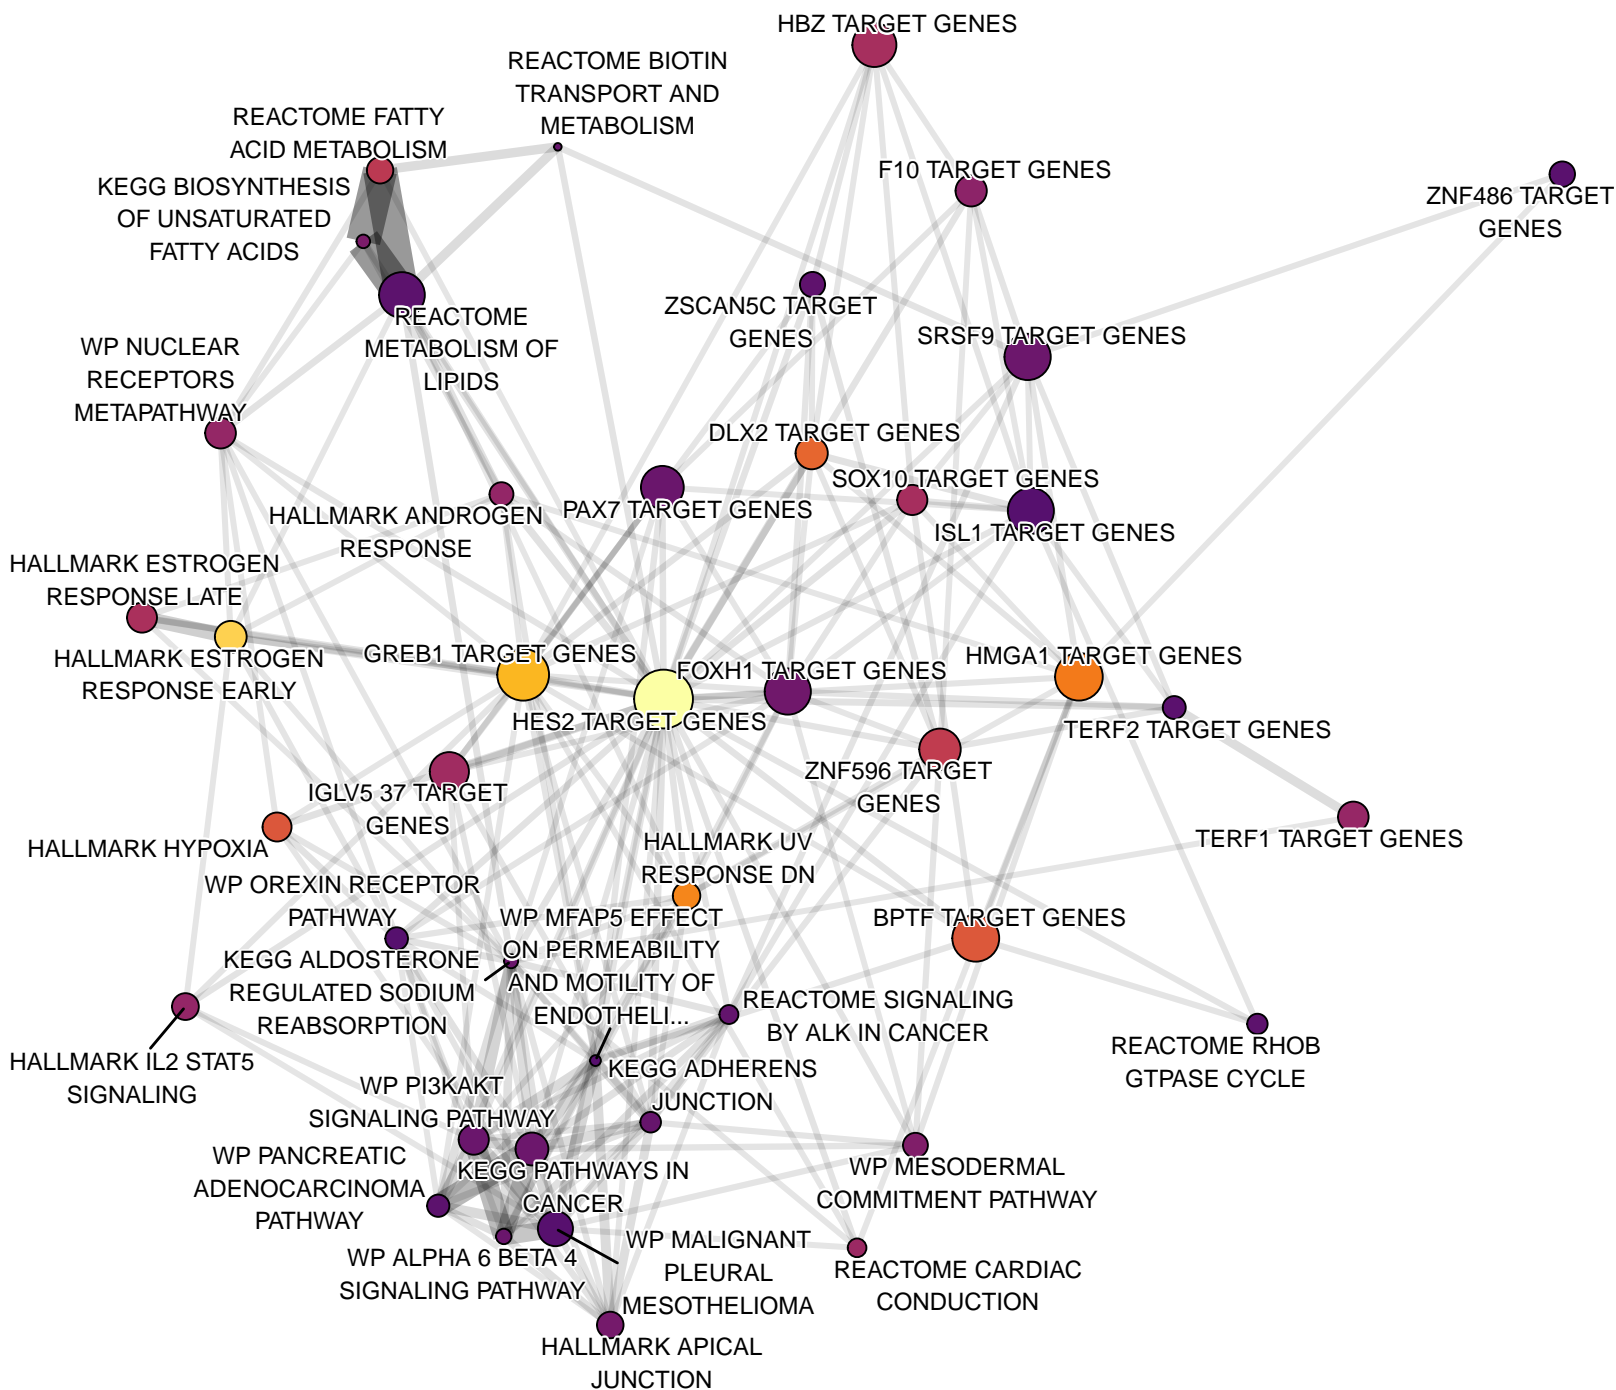 HBZ TARGET GENES
REACTOME BIOTIN
TRANSPORT AND
METABOLISM
REACTOME FATTY
ACID METABOLISM
F10 TARGET GENES
KEGG BIOSYNTHESIS
OF UNSATURATED
FATTY ACIDS
ZNF486 TARGET
GENES
ZSCAN5C TARGET
GENES
REACTOME
METABOLISM OF
LIPIDS
SRSF9 TARGET GENES
WP NUCLEAR
RECEPTORS
METAPATHWAY
DLX2 TARGET GENES
SOX10 TARGET GENES
PAX7 TARGET GENES
HALLMARK ANDROGEN
RESPONSE
ISL1 TARGET GENES
HALLMARK ESTROGEN
RESPONSE LATE
HALLMARK ESTROGEN
RESPONSE EARLY
GREB1 TARGET GENES
FOXH1 TARGET GENES
HMGA1 TARGET GENES
HES2 TARGET GENES
TERF2 TARGET GENES
ZNF596 TARGET
GENES
IGLV5 37 TARGET
GENES
TERF1 TARGET GENES
HALLMARK HYPOXIA
HALLMARK UV
RESPONSE DN
WP OREXIN RECEPTOR
PATHWAY
WP MFAP5 EFFECT
ON PERMEABILITY
AND MOTILITY OF
ENDOTHELI...
BPTF TARGET GENES
KEGG ALDOSTERONE
REGULATED SODIUM
REABSORPTION
REACTOME SIGNALING
BY ALK IN CANCER
HALLMARK IL2 STAT5
SIGNALING
REACTOME RHOB
GTPASE CYCLE
KEGG ADHERENS
JUNCTION
WP PI3KAKT
SIGNALING PATHWAY
WP PANCREATIC
ADENOCARCINOMA
PATHWAY
KEGG PATHWAYS IN
CANCER
WP MESODERMAL
COMMITMENT PATHWAY
WP ALPHA 6 BETA 4
SIGNALING PATHWAY
WP MALIGNANT
PLEURAL
MESOTHELIOMA
REACTOME CARDIAC
CONDUCTION
HALLMARK APICAL
JUNCTION